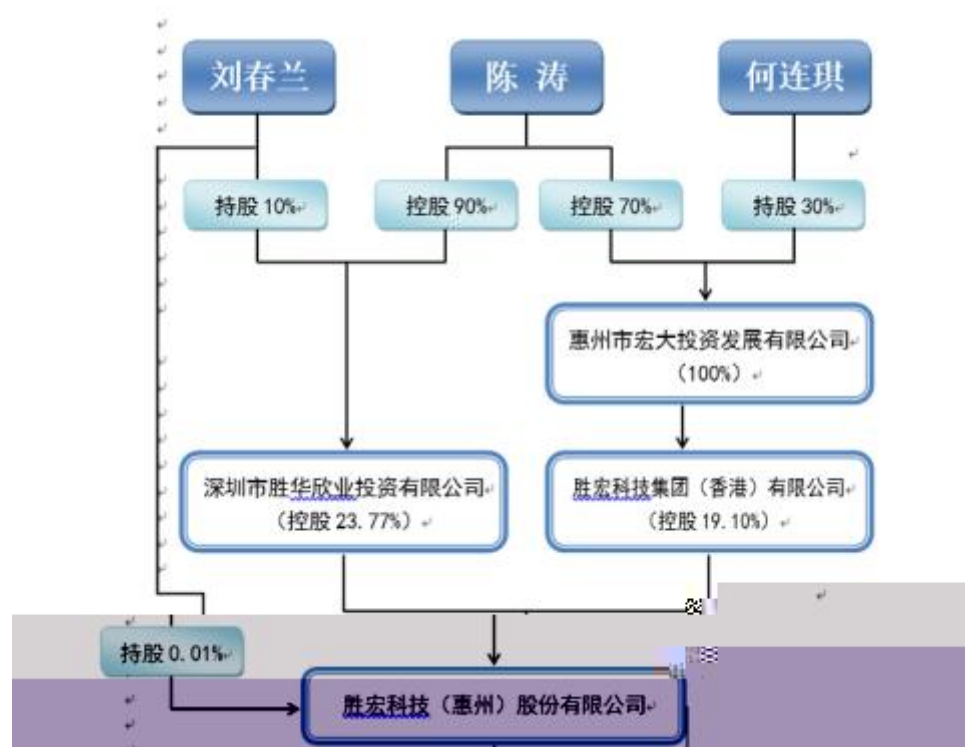 刘春兰
陈 涛
何连琪
持股 10%
控股 90%
控股 70%
持股 30%
惠州市宏大投资发展有限公司
（100%）
深圳市胜华欣业投资有限公司
（控股 23.77%）
胜宏科技集团（香港）有限公司
（控股 19.10%）
持股 0.01%
胜宏科技（惠州）股份有限公司